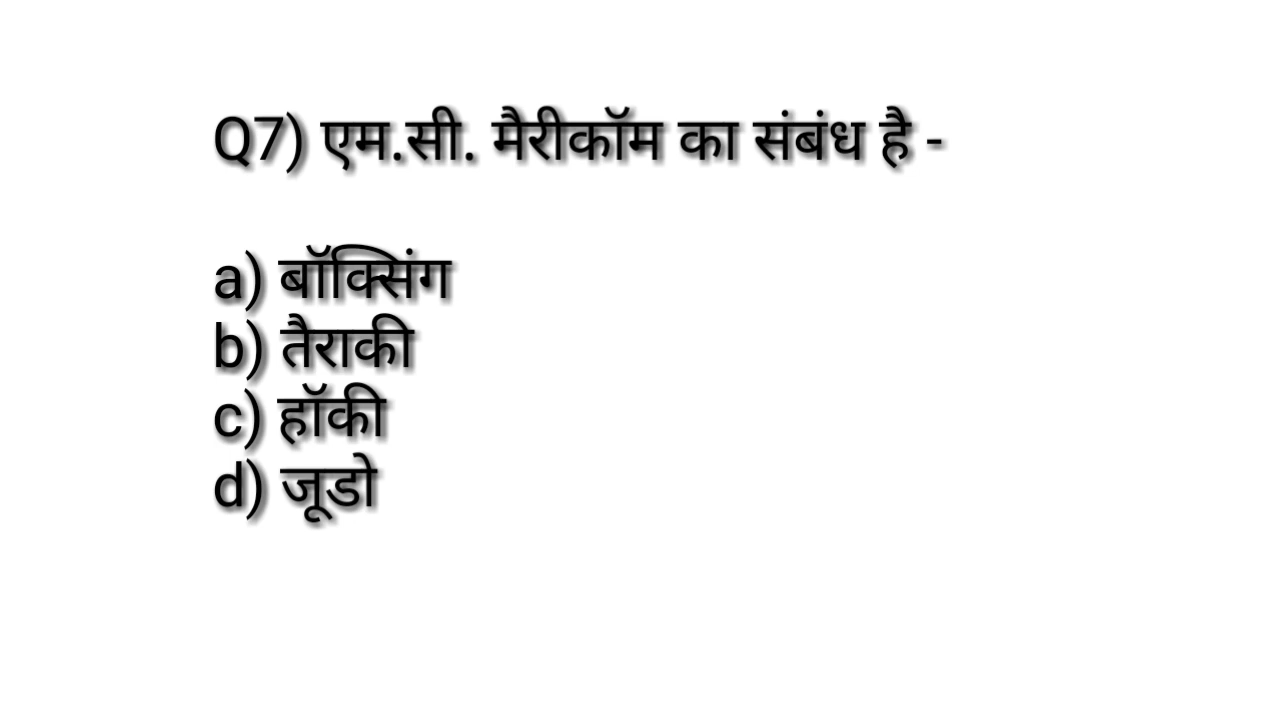 Q7) एम.सी. मैरीकॉम का संबंध है -
a) बॉक्सिंग
b) तैराकी
c) हॉकी
d) जूडो